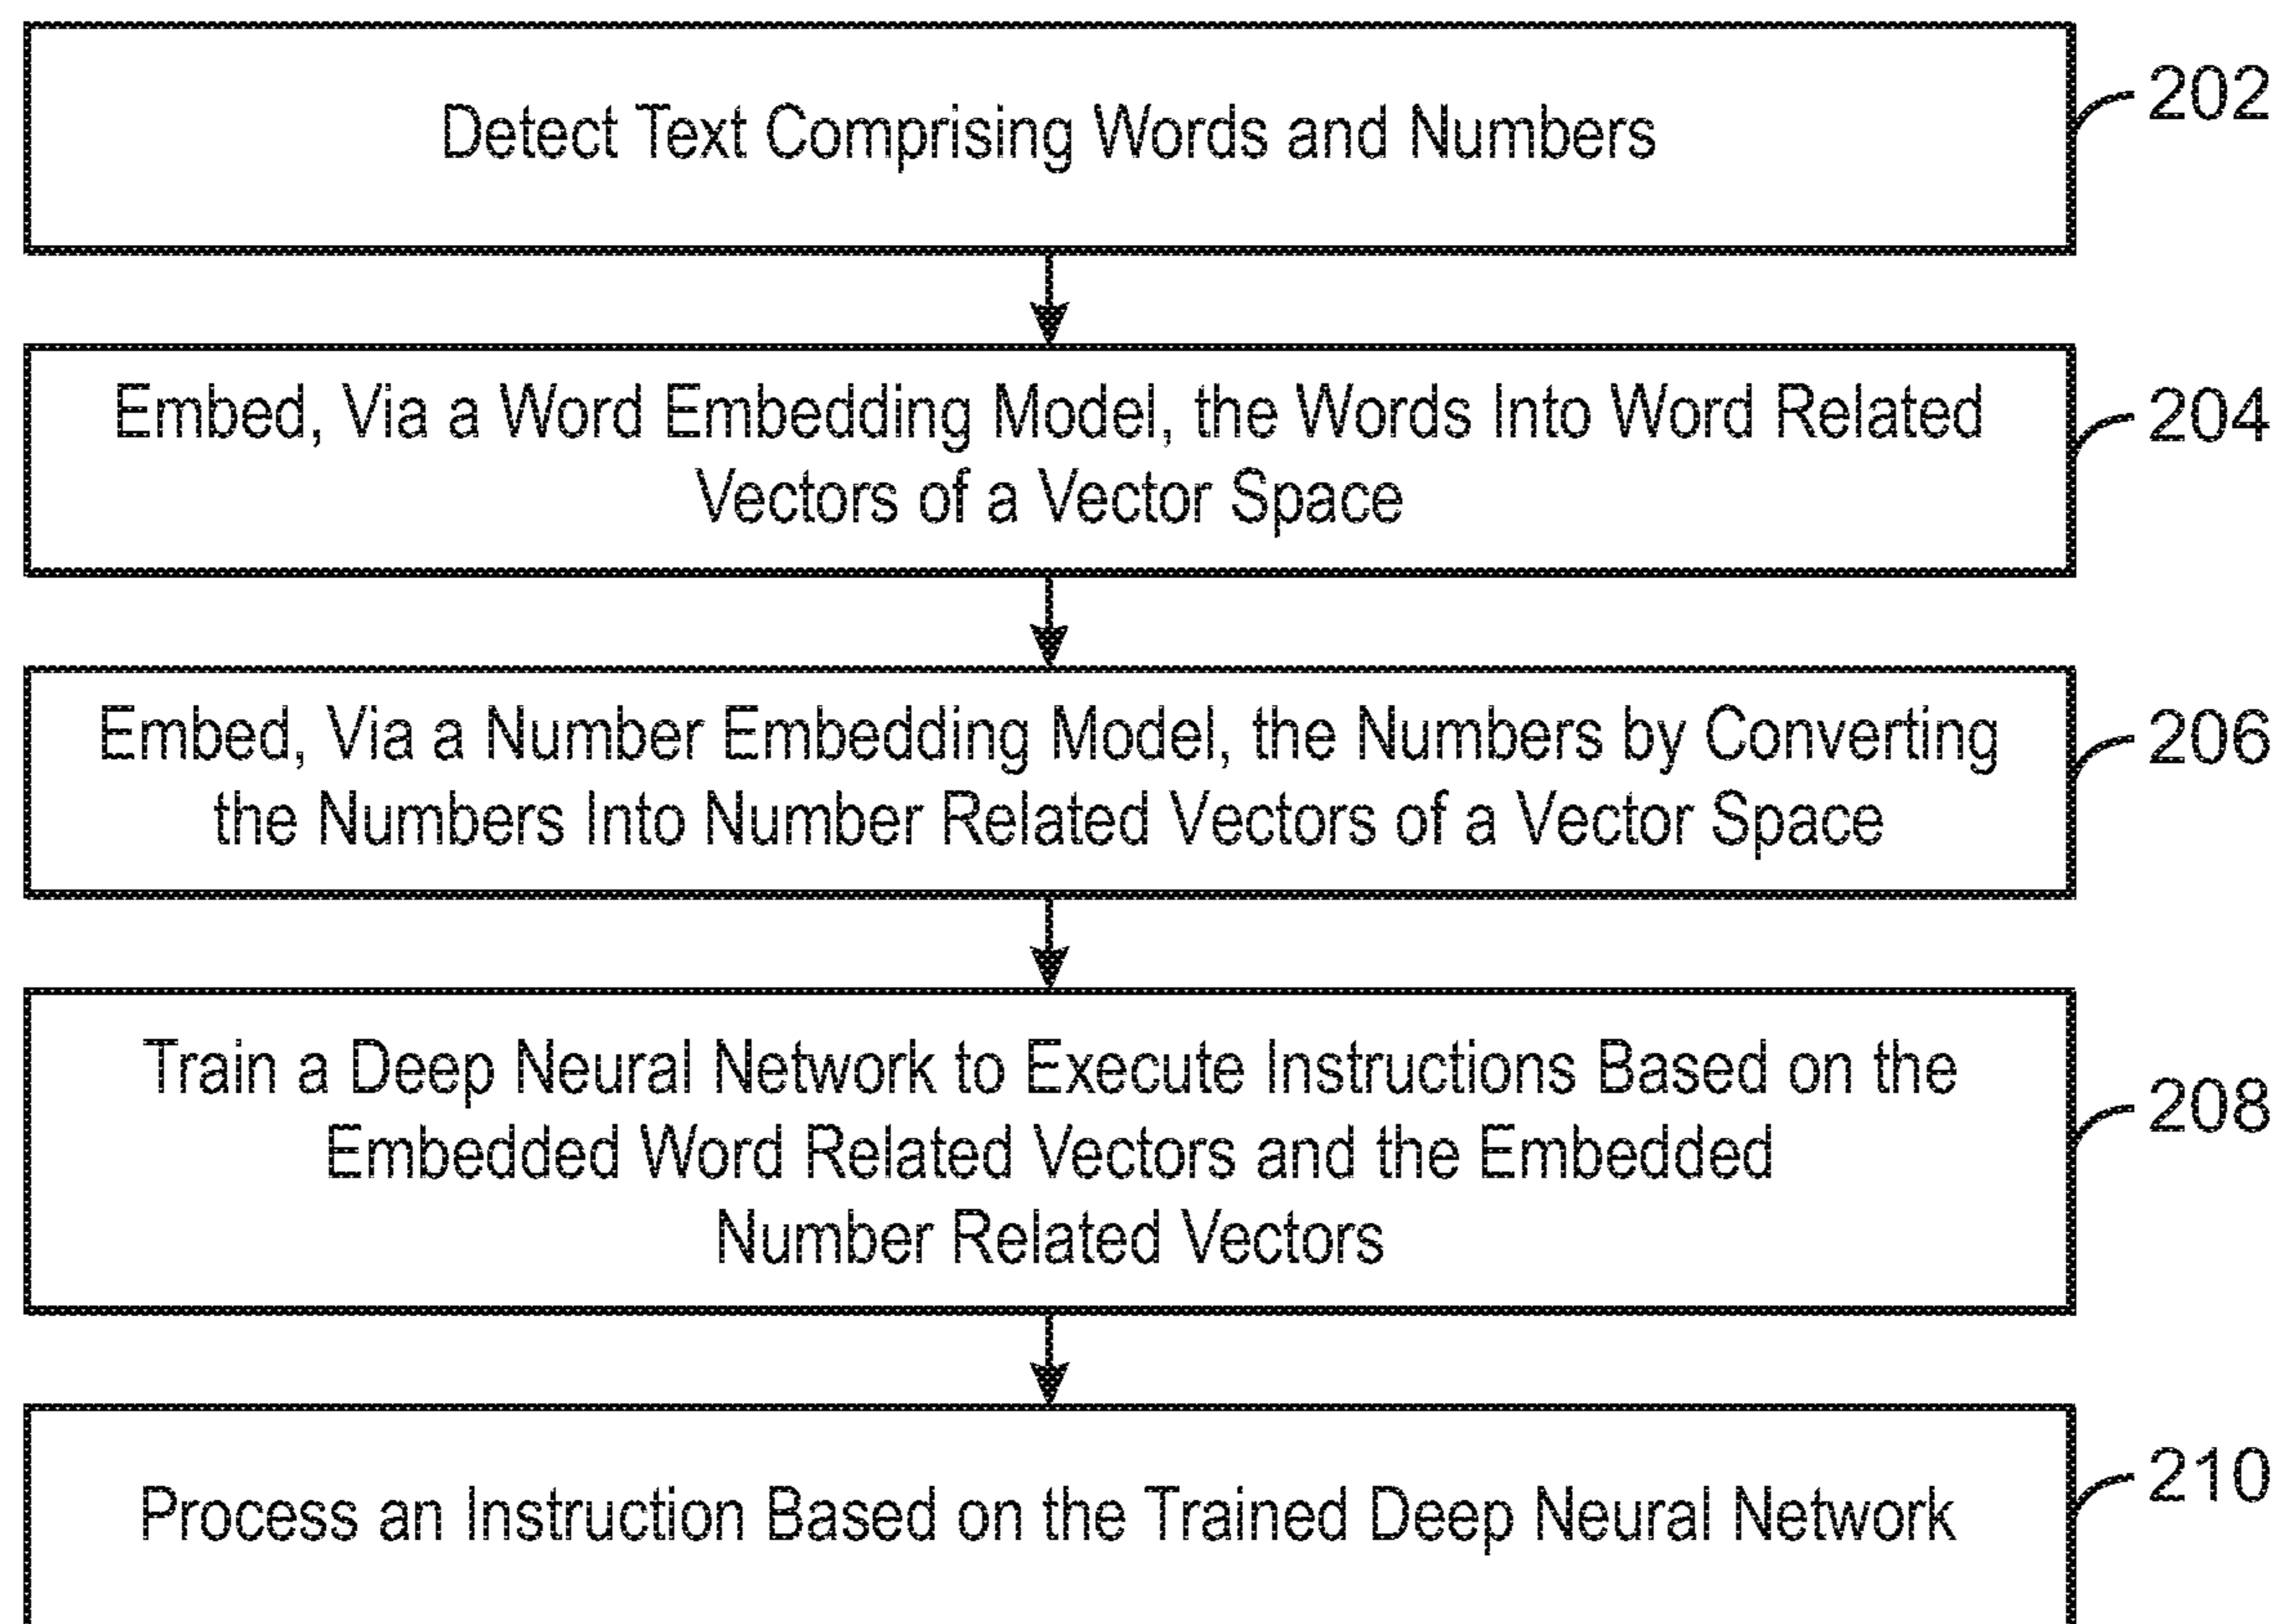 Detect Text Comprising Words and Numbers
202
Embed, Via a Word Embedding Model, the Words Into Word Related
Vectors of a Vector Space
204
Embed, Via a Number Embedding Model, the Numbers by Converting
the Numbers Into Number Related Vectors of a Vector Space
206
Train a Deep Neural Network to Execute Instructions Based on the
Embedded Word Related Vectors and the Embedded
Number Related Vectors
208
Process an Instruction Based on the Trained Deep Neural Network
210